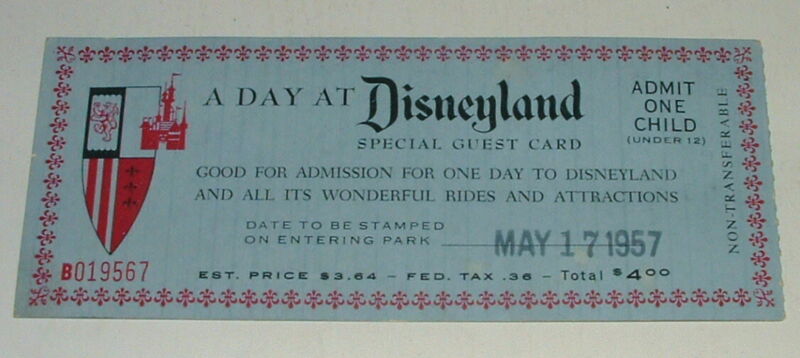 A DAY AT Disneyland
SPECIAL GUEST CARD
ADMIT
ONE
CHILD
(UNDER 12)
GOOD FOR ADMISSION FOR ONE DAY TO DISNEYLAND
AND ALL ITS WONDERFUL RIDES AND ATTRACTIONS
DATE TO BE STAMPED
ON ENTERING PARK MAY 17 1957
B019567
EST. PRICE $3.64 – FED. TAX .36 – Total $4.00
NON-TRANSFERABLE